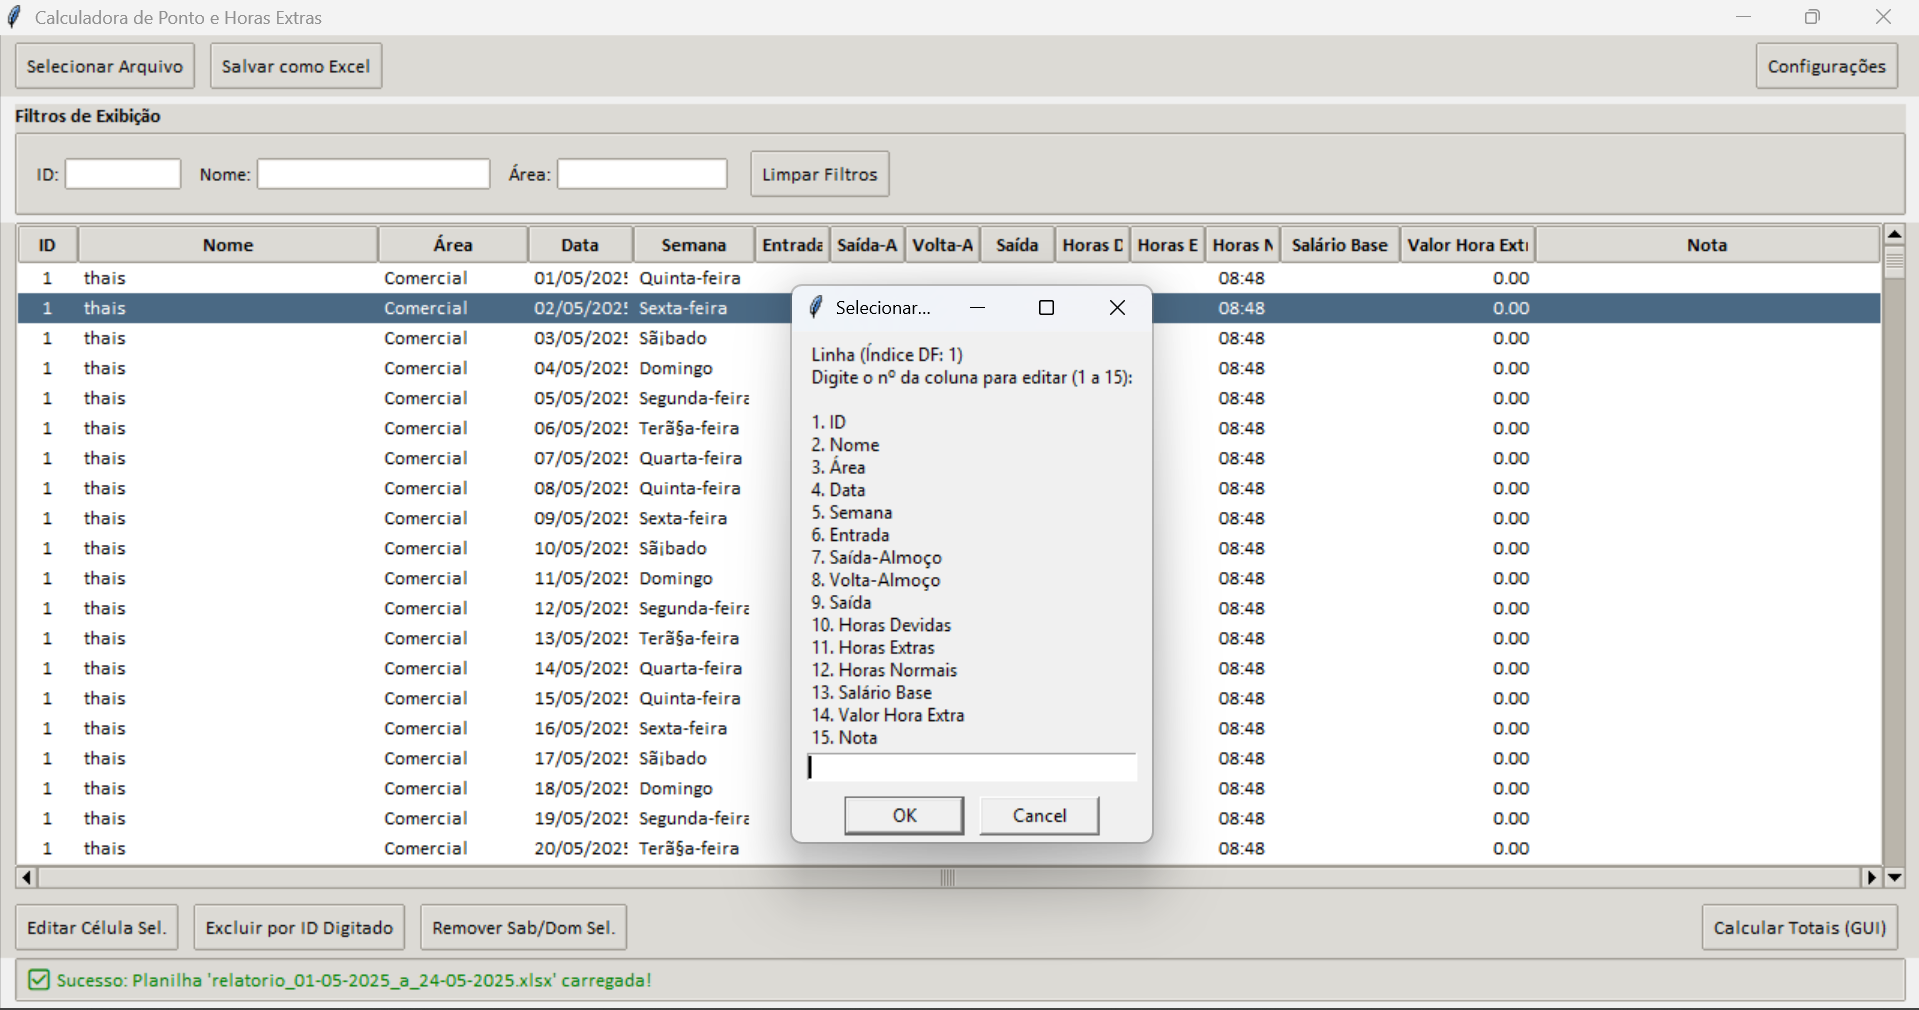 Calculadora de Ponto e Horas Extras
Selecionar Arquivo Salvar como Excel Configurações
Filtros de Exibição
ID: Nome: Área: Limpar Filtros
ID Nome Área Data Semana Entrada Saída-A Volta-A Saída Horas D Horas E Horas N Salário Base Valor Hora Extr Nota
1 thais Comercial 01/05/202 Quinta-feira 08:48 0.00
1 thais Comercial 02/05/202 Sexta-feira 08:48 0.00
1 thais Comercial 03/05/202 Sã¡bado 08:48 0.00
1 thais Comercial 04/05/202 Domingo 08:48 0.00
1 thais Comercial 05/05/202 Segunda-feira 08:48 0.00
1 thais Comercial 06/05/202 Terã§a-feira 08:48 0.00
1 thais Comercial 07/05/202 Quarta-feira 08:48 0.00
1 thais Comercial 08/05/202 Quinta-feira 08:48 0.00
1 thais Comercial 09/05/202 Sexta-feira 08:48 0.00
1 thais Comercial 10/05/202 Sã¡bado 08:48 0.00
1 thais Comercial 11/05/202 Domingo 08:48 0.00
1 thais Comercial 12/05/202 Segunda-feira 08:48 0.00
1 thais Comercial 13/05/202 Terã§a-feira 08:48 0.00
1 thais Comercial 14/05/202 Quarta-feira 08:48 0.00
1 thais Comercial 15/05/202 Quinta-feira 08:48 0.00
1 thais Comercial 16/05/202 Sexta-feira 08:48 0.00
1 thais Comercial 17/05/202 Sã¡bado 08:48 0.00
1 thais Comercial 18/05/202 Domingo 08:48 0.00
1 thais Comercial 19/05/202 Segunda-feira 08:48 0.00
1 thais Comercial 20/05/202 Terã§a-feira 08:48 0.00
Selecionar...
Linha (Índice DF: 1)
Digite o nº da coluna para editar (1 a 15):
1. ID
2. Nome
3. Área
4. Data
5. Semana
6. Entrada
7. Saída-Almoço
8. Volta-Almoço
9. Saída
10. Horas Devidas
11. Horas Extras
12. Horas Normais
13. Salário Base
14. Valor Hora Extra
15. Nota
OK Cancel
Editar Célula Sel. Excluir por ID Digitado Remover Sab/Dom Sel. Calcular Totais (GUI)
Sucesso: Planilha 'relatorio_01-05-2025_a_24-05-2025.xlsx' carregada!